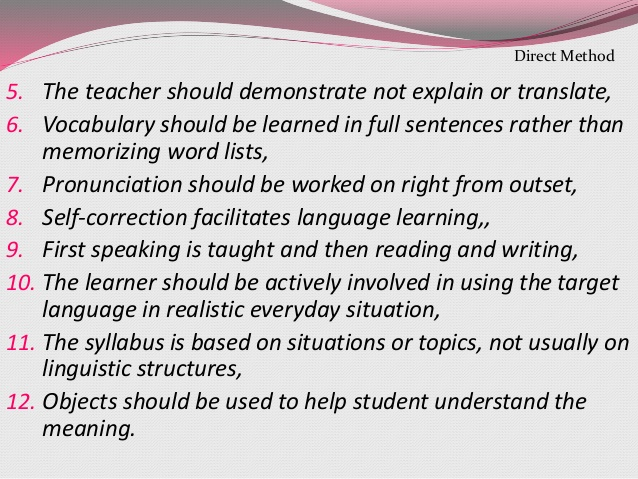 Direct Method
5. The teacher should demonstrate not explain or translate,
6. Vocabulary should be learned in full sentences rather than
memorizing word lists,
7. Pronunciation should be worked on right from outset,
8. Self-correction facilitates language learning,,
9. First speaking is taught and then reading and writing,
10. The learner should be actively involved in using the target
language in realistic everyday situation,
11. The syllabus is based on situations or topics, not usually on
linguistic structures,
12. Objects should be used to help student understand the
meaning.